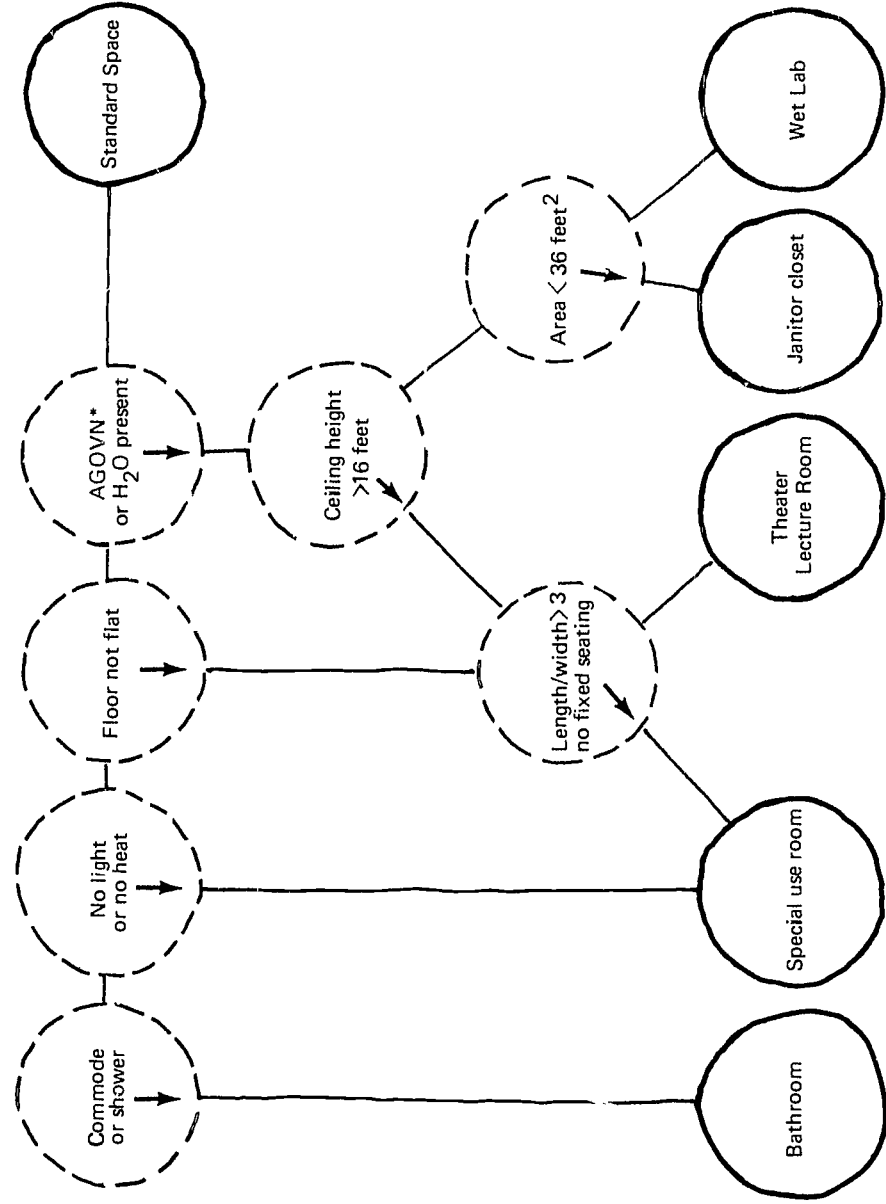 Commode
or shower
No light
or no heat
Floor not flat
AGOVN*
or H₂O present
Standard Space
Ceiling height
>16 feet
Length/width>3
no fixed seating
Area < 36 feet²
Bathroom
Special use room
Theater
Lecture Room
Janitor closet
Wet Lab